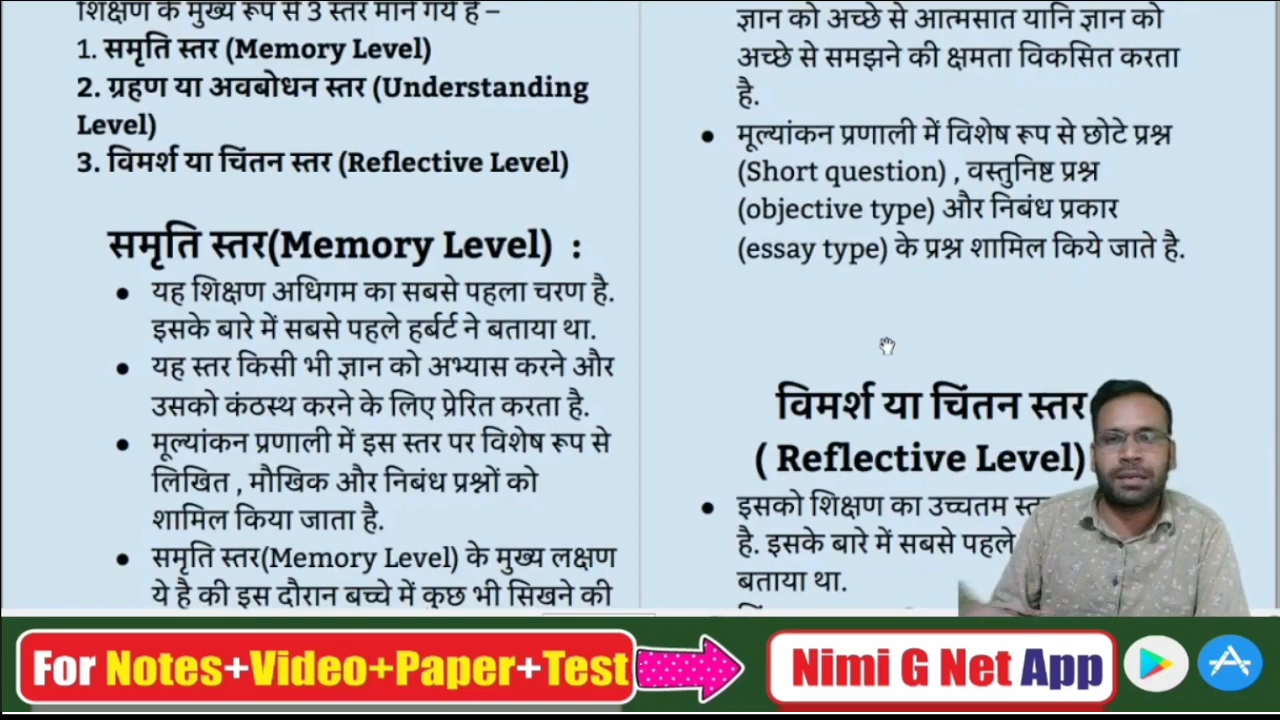 शिक्षण के मुख्य रूप से 3 स्तर माने गये है –
1. समृति स्तर (Memory Level)
2. ग्रहण या अवबोधन स्तर (Understanding
Level)
3. विमर्श या चिंतन स्तर (Reflective Level)
समृति स्तर(Memory Level) :
• यह शिक्षण अधिगम का सबसे पहला चरण है.
इसके बारे में सबसे पहले हर्बर्ट ने बताया था.
• यह स्तर किसी भी ज्ञान को अभ्यास करने और
उसको कंठस्थ करने के लिए प्रेरित करता है.
• मूल्यांकन प्रणाली में इस स्तर पर विशेष रूप से
लिखित , मौखिक और निबंध प्रश्नों को
शामिल किया जाता है.
• समृति स्तर(Memory Level) के मुख्य लक्षण
ये है की इस दौरान बच्चे में कुछ भी सिखने की
ज्ञान को अच्छे से आत्मसात यानि ज्ञान को
अच्छे से समझने की क्षमता विकसित करता
है.
• मूल्यांकन प्रणाली में विशेष रूप से छोटे प्रश्न
(Short question) , वस्तुनिष्ट प्रश्न
(objective type) और निबंध प्रकार
(essay type) के प्रश्न शामिल किये जाते है.
विमर्श या चिंतन स्तर
( Reflective Level)
• इसको शिक्षण का उच्चतम
है. इसके बारे में सबसे पहले
बताया था.
For Notes+Video+Paper+Test
Nimi G Net App